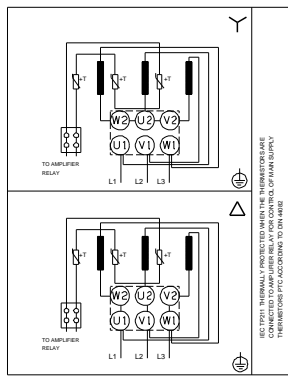 +T
+T
+T
W2 U2 V2
U1 V1 W1
TO AMPLIFIER
RELAY
L1 L2 L3
+T
+T
+T
W2 U2 V2
U1 V1 W1
TO AMPLIFIER
RELAY
L1 L2 L3
IEC TP211 THERMALLY PROTECTED WHEN THE THERMISTORS ARE
CONNECTED TO AMPLIFIER RELAY FOR CONTROL OF MAIN SUPPLY
THERMISTORS PTC ACCORDING TO DIN 44082